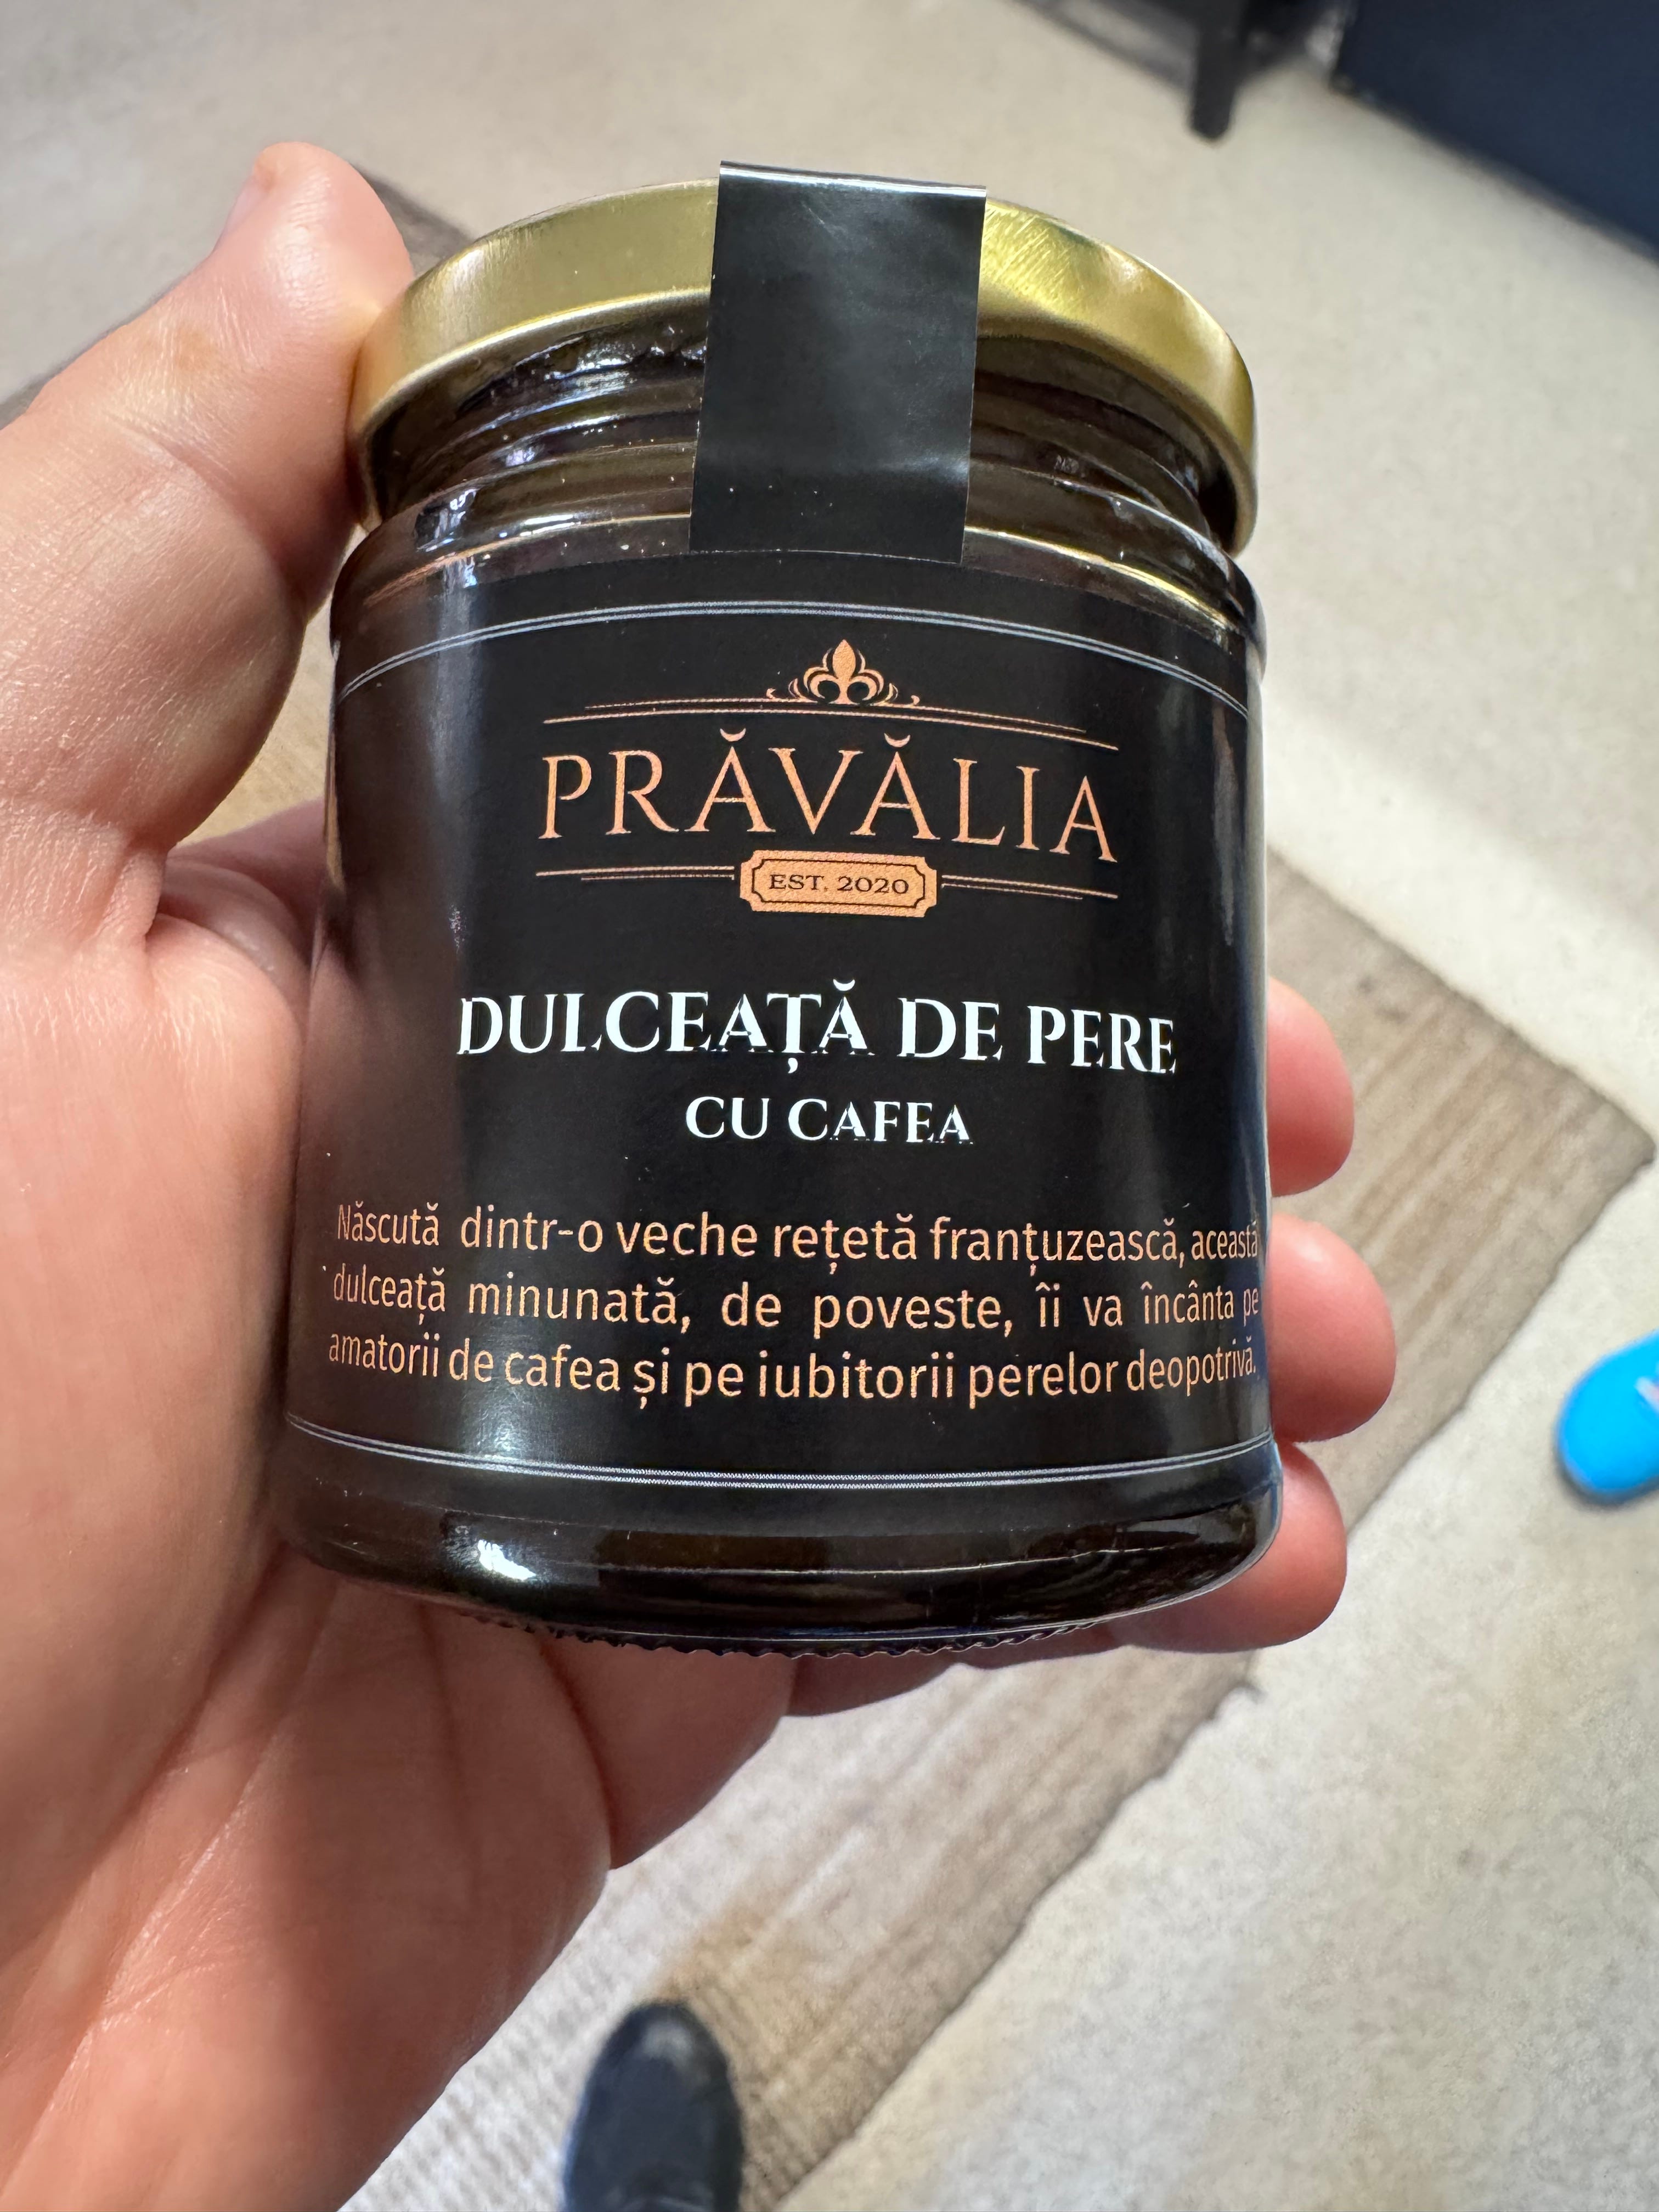 PRĂVĂLIA
EST. 2020
DULCEAȚĂ DE PERE
CU CAFEA
Născută dintr-o veche rețetă franțuzească, această
dulceață minunată, de poveste, îi va încânta pe
amatorii de cafea și pe iubitorii perelor deopotrivă.